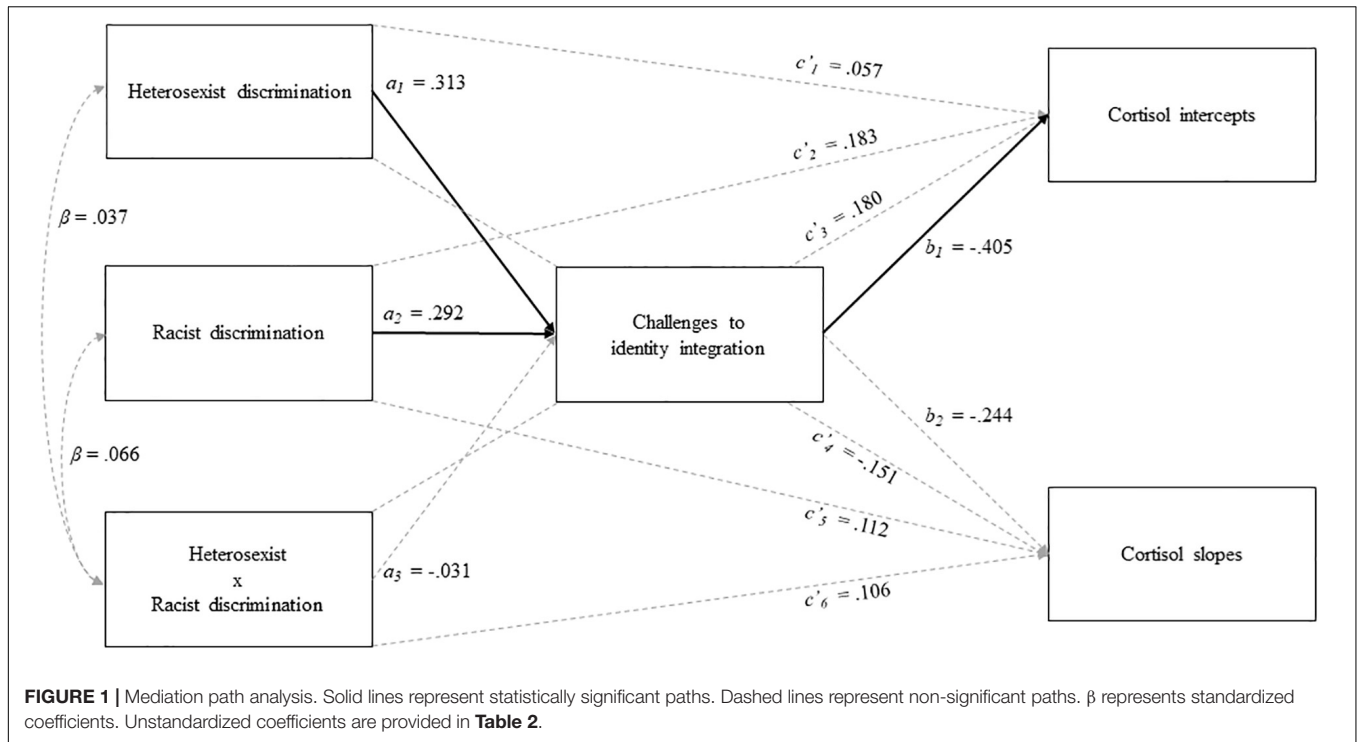 Heterosexist discrimination
a1 = .313
c'1 = .057
Cortisol intercepts
c'2 = .183
β = .037
c'3 = .180
b1 = -.405
Racist discrimination
a2 = .292
Challenges to
identity integration
β = .066
b2 = -.244
c'4 = -.151
c'5 = .112
Heterosexist
x
Racist discrimination
a3 = -.031
c'6 = .106
Cortisol slopes
FIGURE 1 | Mediation path analysis. Solid lines represent statistically significant paths. Dashed lines represent non-significant paths. β represents standardized
coefficients. Unstandardized coefficients are provided in Table 2.